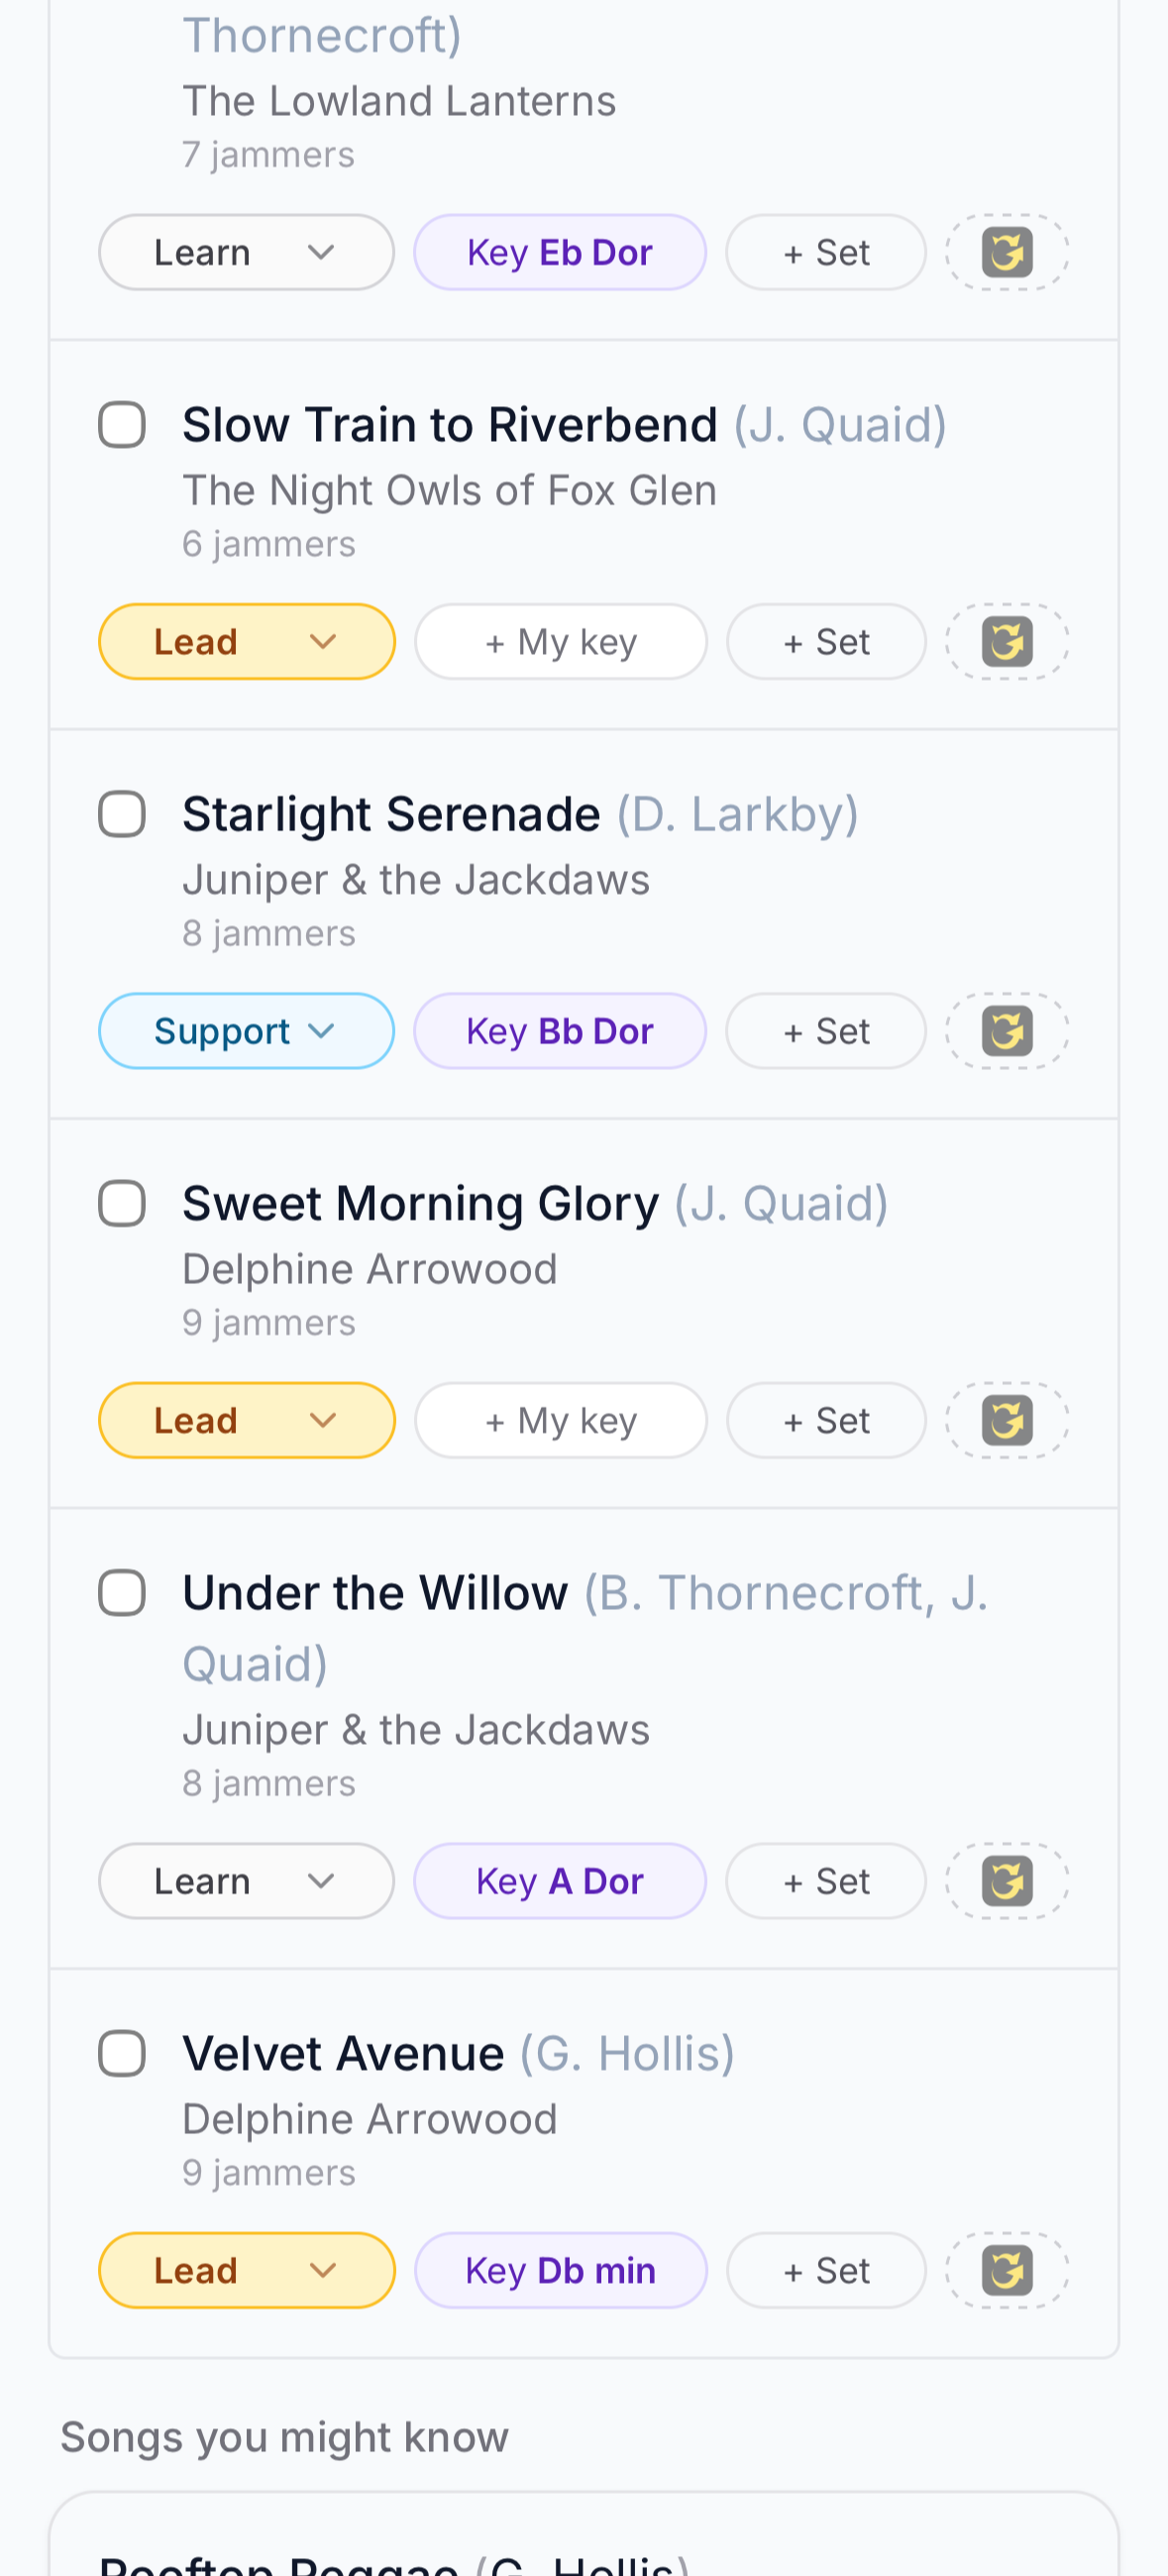 Thornecroft)
The Lowland Lanterns
7 jammers
Learn Key Eb Dor + Set
Slow Train to Riverbend (J. Quaid)
The Night Owls of Fox Glen
6 jammers
Lead + My key + Set
Starlight Serenade (D. Larkby)
Juniper & the Jackdaws
8 jammers
Support Key Bb Dor + Set
Sweet Morning Glory (J. Quaid)
Delphine Arrowood
9 jammers
Lead + My key + Set
Under the Willow (B. Thornecroft, J.
Quaid)
Juniper & the Jackdaws
8 jammers
Learn Key A Dor + Set
Velvet Avenue (G. Hollis)
Delphine Arrowood
9 jammers
Lead Key Db min + Set
Songs you might know
Rooftop Reggae (G. Hollis)